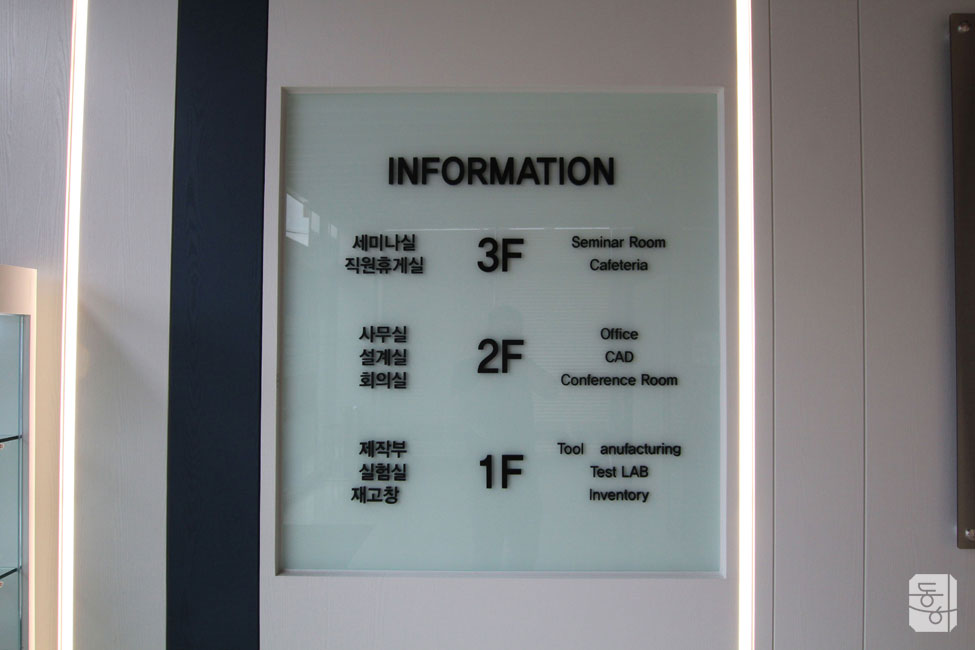 INFORMATION
세미나실 3F Seminar Room
직원휴게실 Cafeteria
사무실 Office
설계실 2F CAD
회의실 Conference Room
제작부 Tool anufacturing
실험실 1F Test LAB
재고창 Inventory
동상